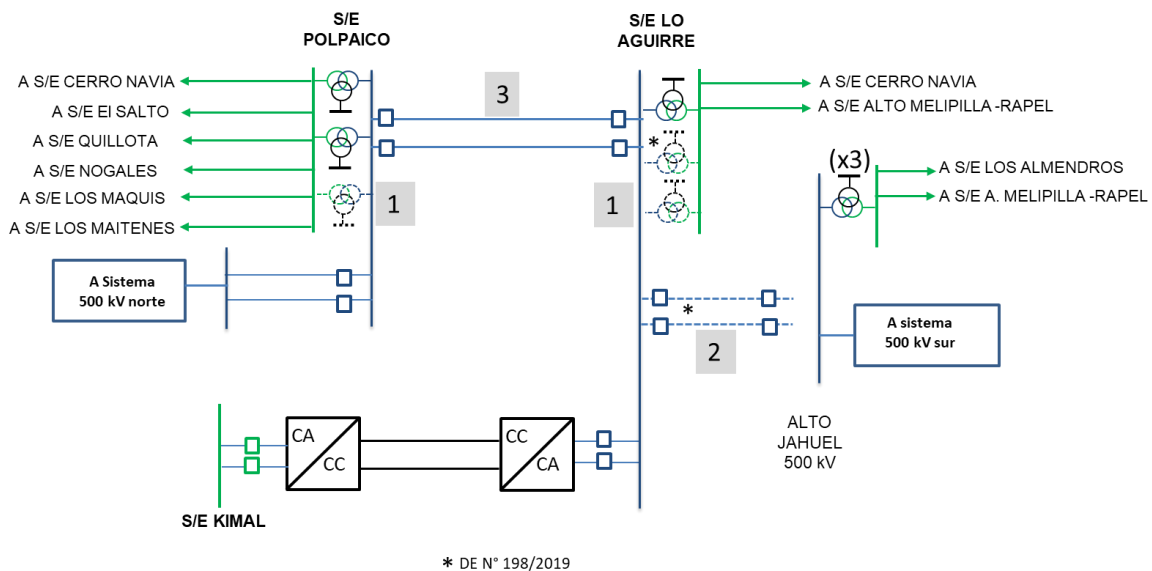 S/E
POLPAICO
S/E LO
AGUIRRE
A S/E CERRO NAVIA
A S/E El SALTO
A S/E QUILLOTA
A S/E NOGALES
A S/E LOS MAQUIS
A S/E LOS MAITENES
3
1
*
1
A S/E CERRO NAVIA
A S/E ALTO MELIPILLA -RAPEL
(x3)
A S/E LOS ALMENDROS
A S/E A. MELIPILLA -RAPEL
A Sistema
500 kV norte
*
2
A sistema
500 kV sur
ALTO
JAHUEL
500 kV
CA
CC
CC
CA
S/E KIMAL
* DE N° 198/2019